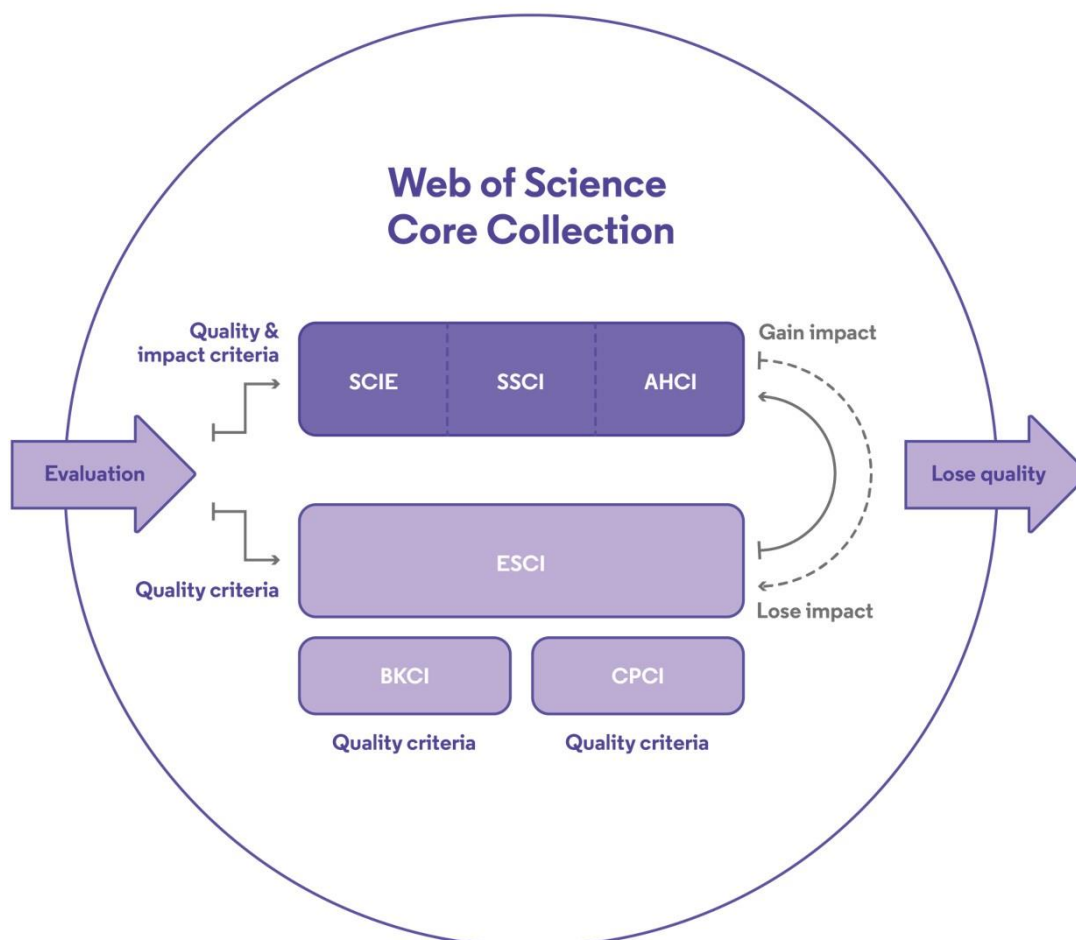 Web of Science
Core Collection
Quality &
impact criteria
SCIE
SSCI
AHCI
Gain impact
Evaluation
Lose quality
ESCI
Quality criteria
Lose impact
BKCI
CPCI
Quality criteria
Quality criteria